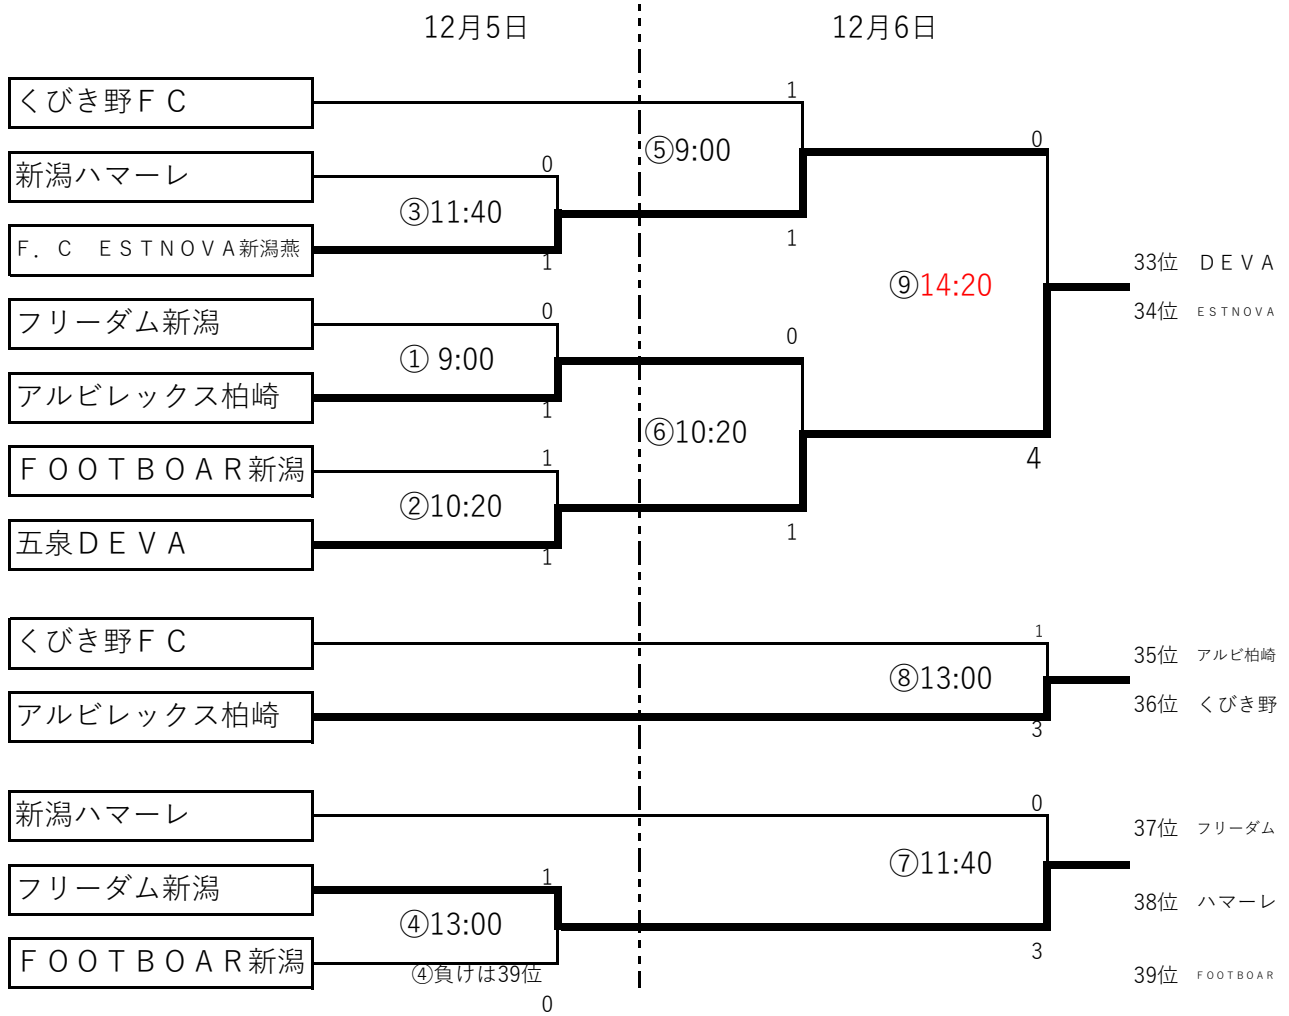 12月5日
12月6日
くびき野ＦＣ
1
⑤9:00
0
新潟ハマーレ
0
③11:40
Ｆ．Ｃ　ＥＳＴＮＯＶＡ新潟燕
1
1
33位　ＤＥＶＡ
⑨14:20
34位　ＥＳＴＮＯＶＡ
フリーダム新潟
0
0
① 9:00
アルビレックス柏崎
1
⑥10:20
ＦＯＯＴＢＯＡＲ新潟
1
4
②10:20
五泉ＤＥＶＡ
1
1
くびき野ＦＣ
1
35位　アルビ柏崎
⑧13:00
36位　くびき野
アルビレックス柏崎
3
新潟ハマーレ
0
37位　フリーダム
⑦11:40
フリーダム新潟
1
38位　ハマーレ
④13:00
3
ＦＯＯＴＢＯＡＲ新潟
④負けは39位
39位　ＦＯＯＴＢＯＡＲ
0